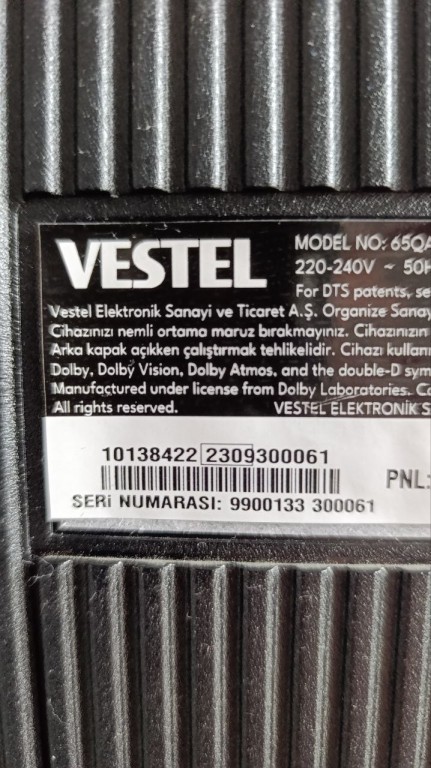 VESTEL
MODEL NO: 65QA
220-240V ~ 50H
For DTS patents, se
Vestel Elektronik Sanayi ve Ticaret A.Ş. Organize Sanay
Cihazınızı nemli ortama maruz bırakmayınız. Cihazınızın
Arka kapak açıkken çalıştırmak tehlikelidir. Cihazı kullanı
Dolby, Dolby Vision, Dolby Atmos, and the double-D sym
Manufactured under license from Dolby Laboratories. Co
All rights reserved. VESTEL ELEKTRONİK S
10138422 2309300061
PNL:
SERİ NUMARASI: 9900133 300061